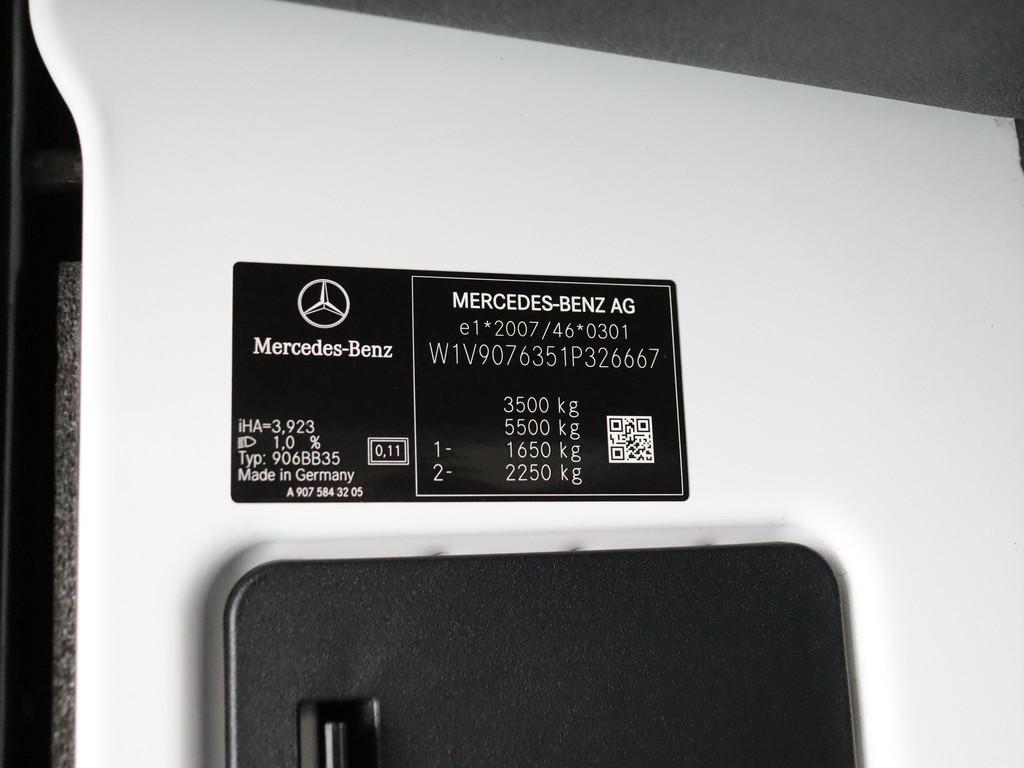 Mercedes-Benz
iHA=3,923
1,0 %
Typ: 906BB35
Made in Germany
0,11
A 907 584 32 05
MERCEDES-BENZ AG
e1*2007/46*0301
W1V9076351P326667
3500 kg
5500 kg
1- 1650 kg
2- 2250 kg